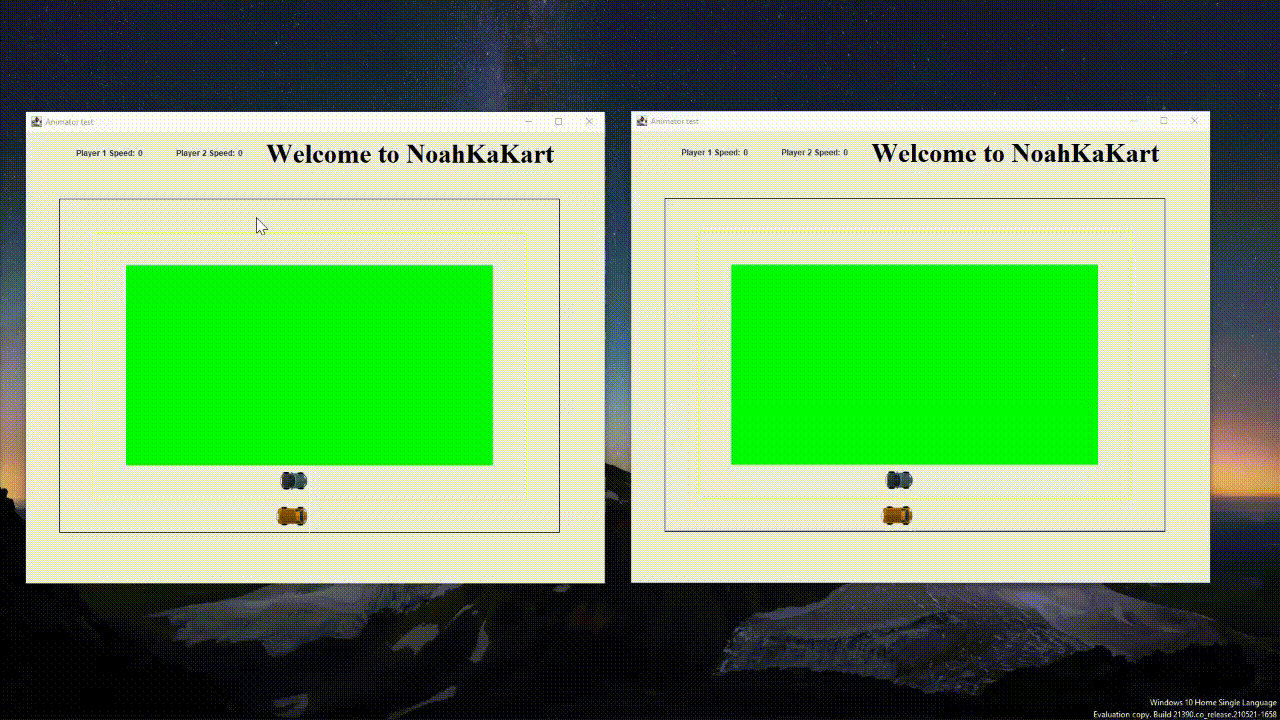 Animator test
Player 1 Speed: 0 Player 2 Speed: 0 Welcome to NoahKaKart
Animator test
Player 1 Speed: 0 Player 2 Speed: 0 Welcome to NoahKaKart
Windows 10 Home Single Language
Evaluation copy. Build 21390.co_release.210521-1658